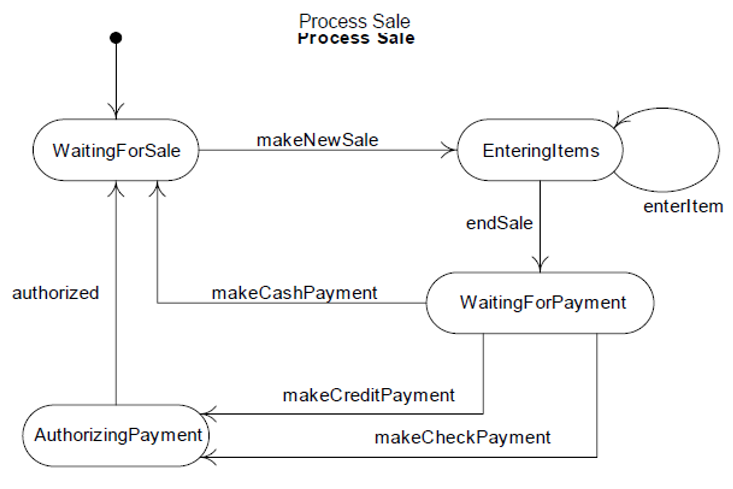 Process Sale
Process Sale
makeNewSale
WaitingForSale
EnteringItems
enterItem
endSale
authorized
makeCashPayment
WaitingForPayment
makeCreditPayment
AuthorizingPayment
makeCheckPayment